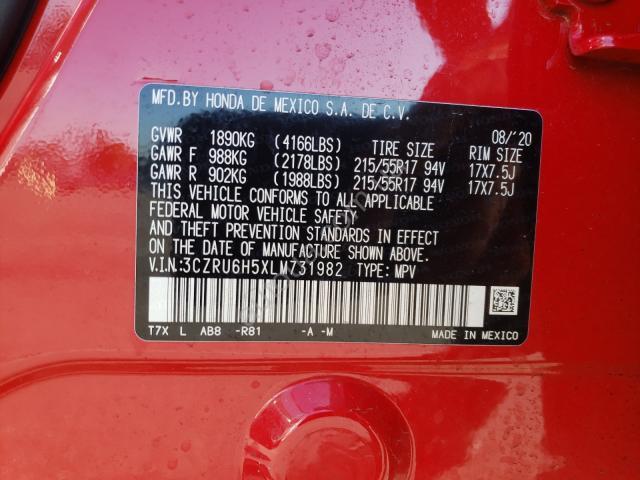 MFD.BY HONDA DE MEXICO S.A. DE C.V.
08/'20
GVWR 1890KG (4166LBS) TIRE SIZE RIM SIZE
GAWR F 988KG (2178LBS) 215/55R17 94V 17X7.5J
GAWR R 902KG (1988LBS) 215/55R17 94V 17X7.5J
THIS VEHICLE CONFORMS TO ALL APPLICABLE
FEDERAL MOTOR VEHICLE SAFETY
AND THEFT PREVENTION STANDARDS IN EFFECT
ON THE DATE OF MANUFACTURE SHOWN ABOVE.
V.I.N.:3CZRU6H5XLM731982 TYPE: MPV
T7X L AB8 -R81 -A -M MADE IN MEXICO